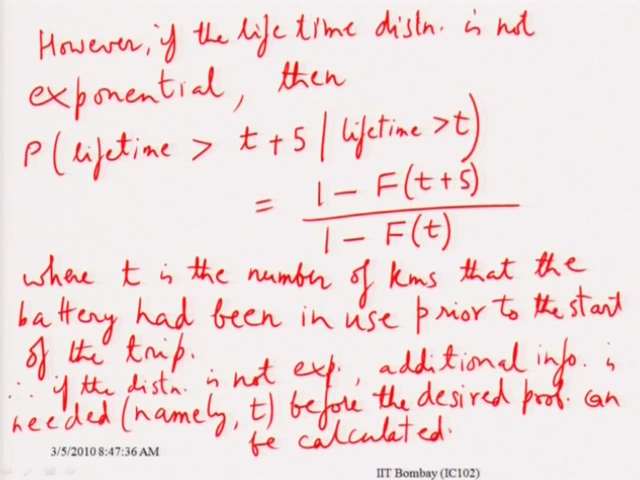 However, if the life time distn. is not
exponential, then
P(lifetime > t+5 | lifetime > t)
= 1 - F(t+5)
1 - F(t)
where t is the number of kms that the
battery had been in use prior to the start
of the trip.
∴ if the distn. is not exp., additional info. is
needed (namely, t) before the desired prob. can
be calculated.
3/5/2010 8:47:36 AM
IIT Bombay (IC102)